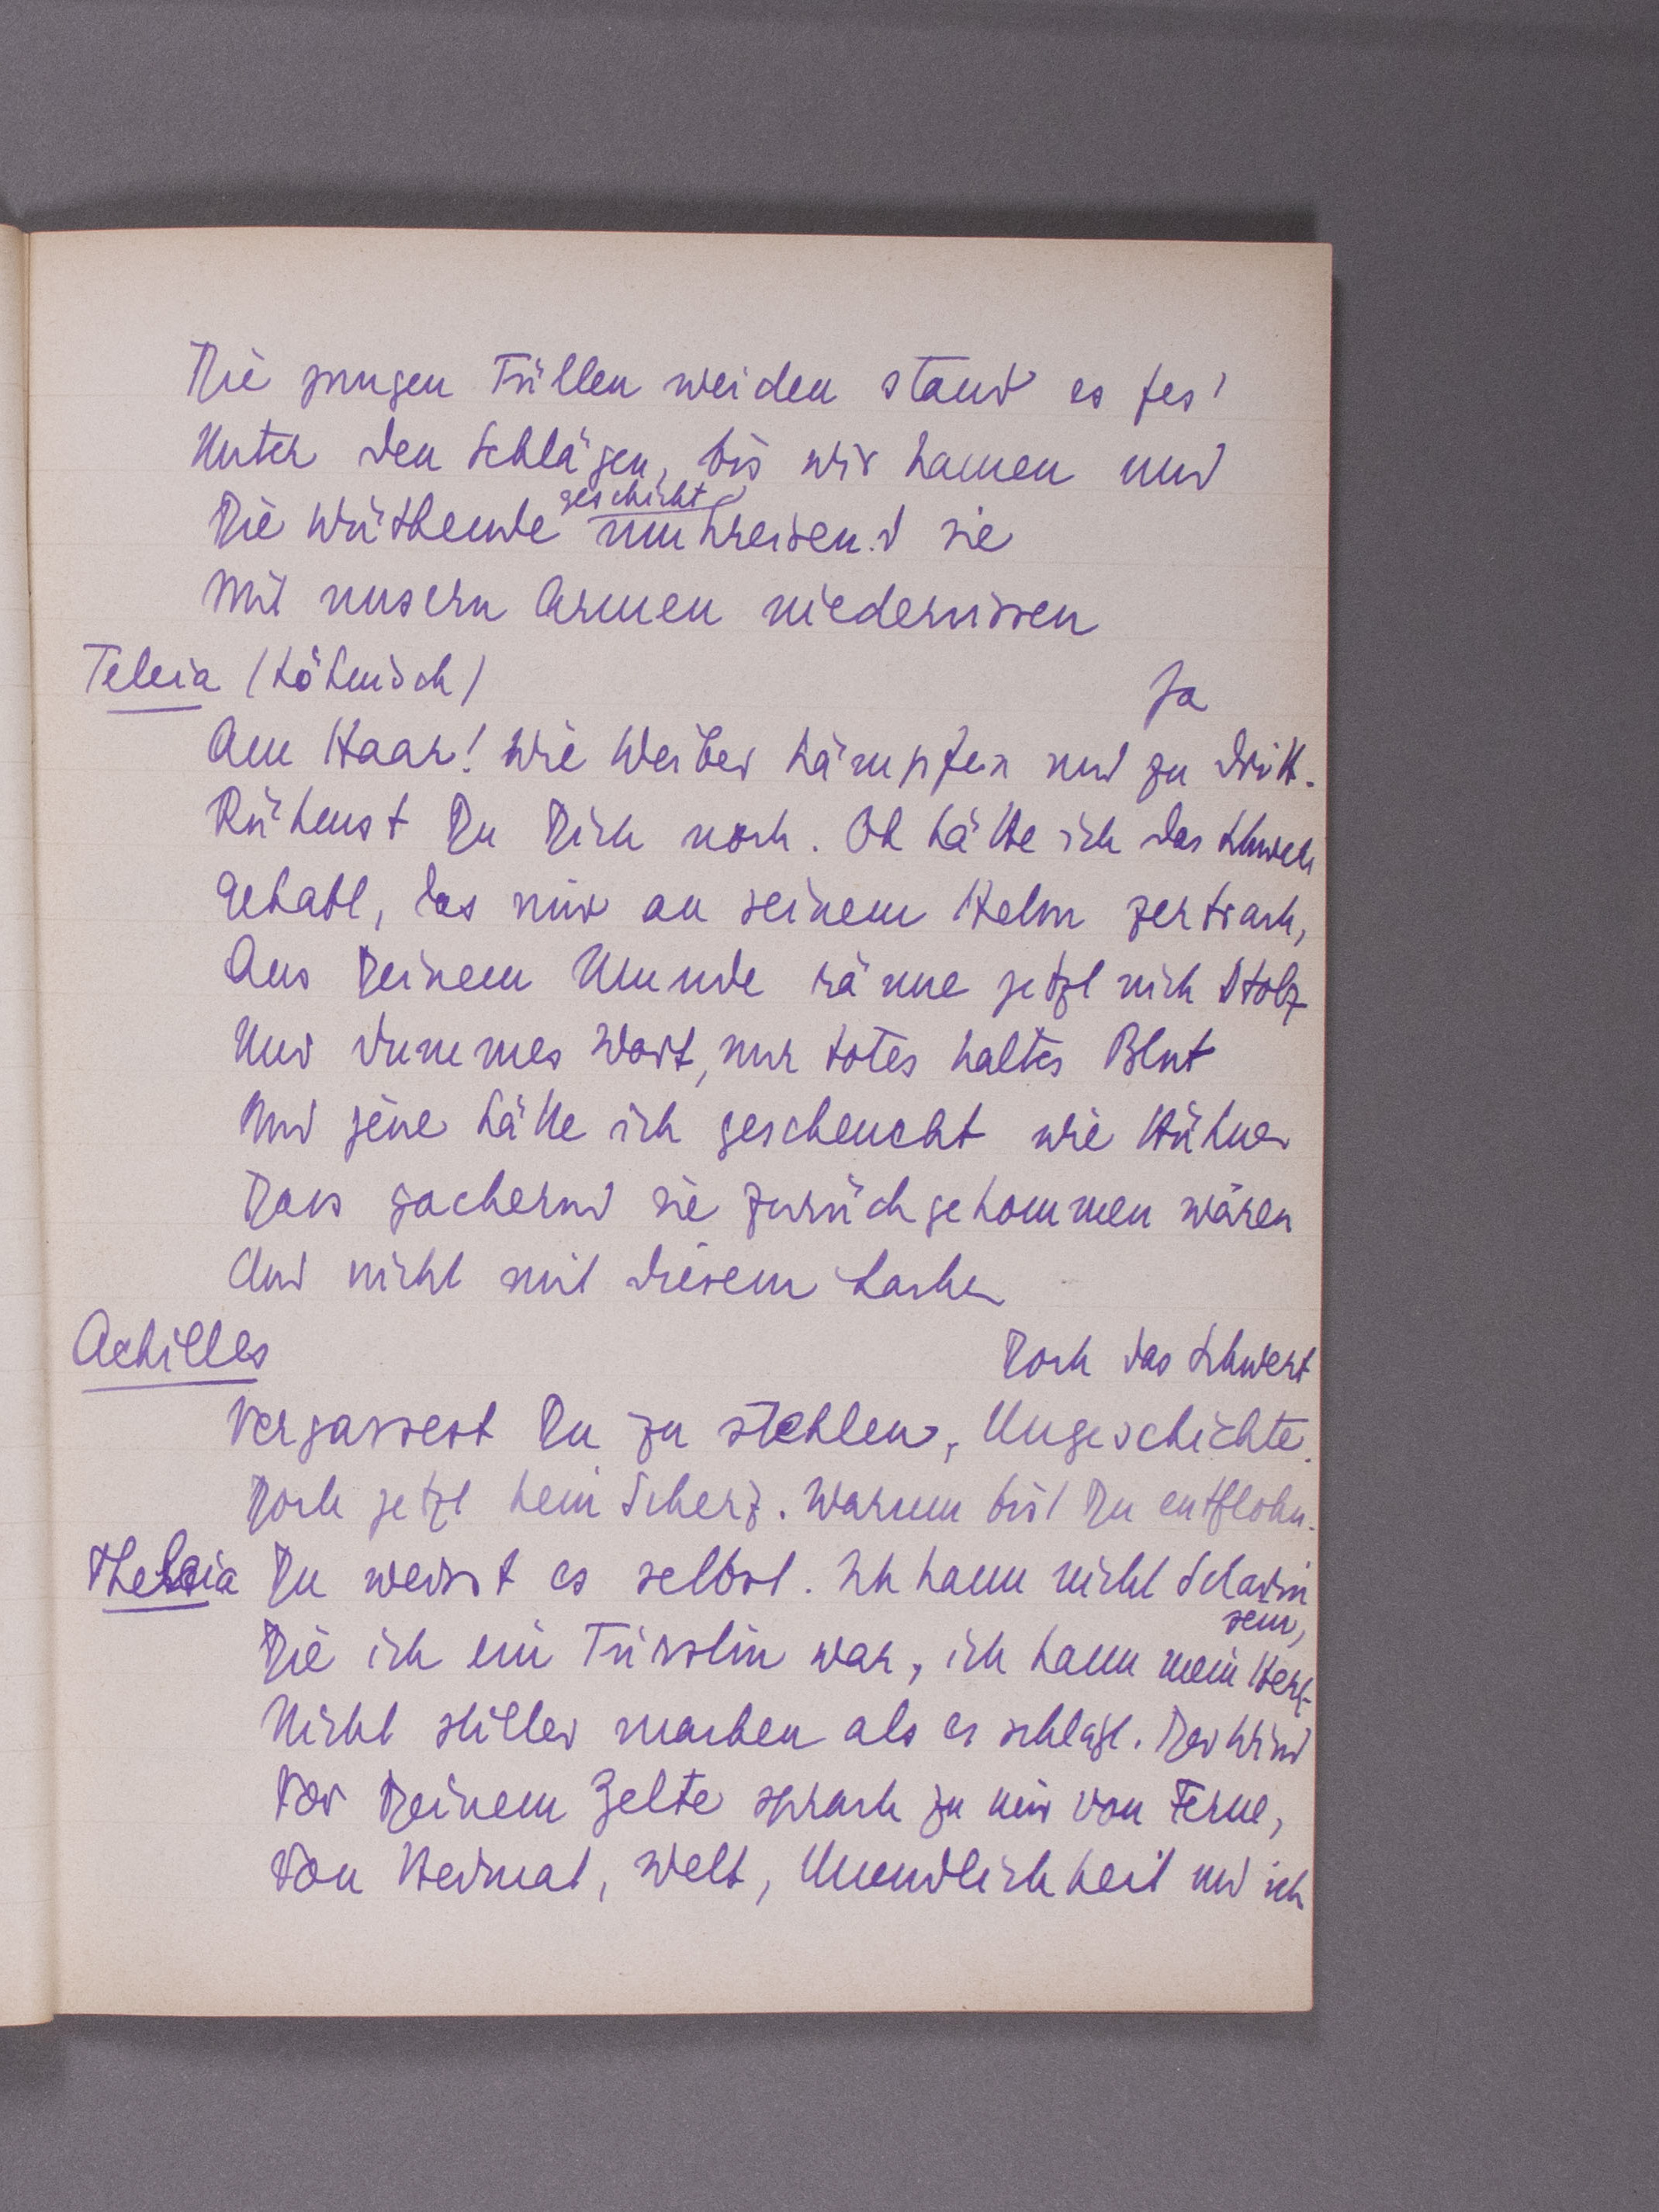 Die jungen Füllen weiden stand es fest
Unter den Schlägen, bis wir kamen und
geschickt
Die Wüthende umkreisend sie
Mit unsern Armen niederrissen
Teleia (höhnisch)
Ja
Am Haar! Wie Weiber kämpfen und zu dritt.
Rühmst Du Dich noch. Oh hätte ich das Schwert
Gehabt, das mir an seinem Helm zerbrach,
Aus Deinem Munde ränne jetzt nich Stolz
Und dummes Wort, nur totes kaltes Blut
Und jene hätte ich gescheucht wie Hühner
Dass gackernd sie zurückgekommen wären
Und nicht mit diesem Lachen
Achilles
Doch das Schwert
Vergassest Du zu stehlen, Ungeschickte.
Doch jetzt kein Scherz. Warum bist Du entflohn.
Theleia Du weisst es selbst. Ich kann nicht Sclavin
sein,
Die ich ein Fürstin war, ich kann mein Herz
Nicht stiller machen als es schlägt. Der Wind
Vor Deinem Zelte sprach zu mir von Ferne,
Von Heimat, Welt, Unendlichkeit und ich